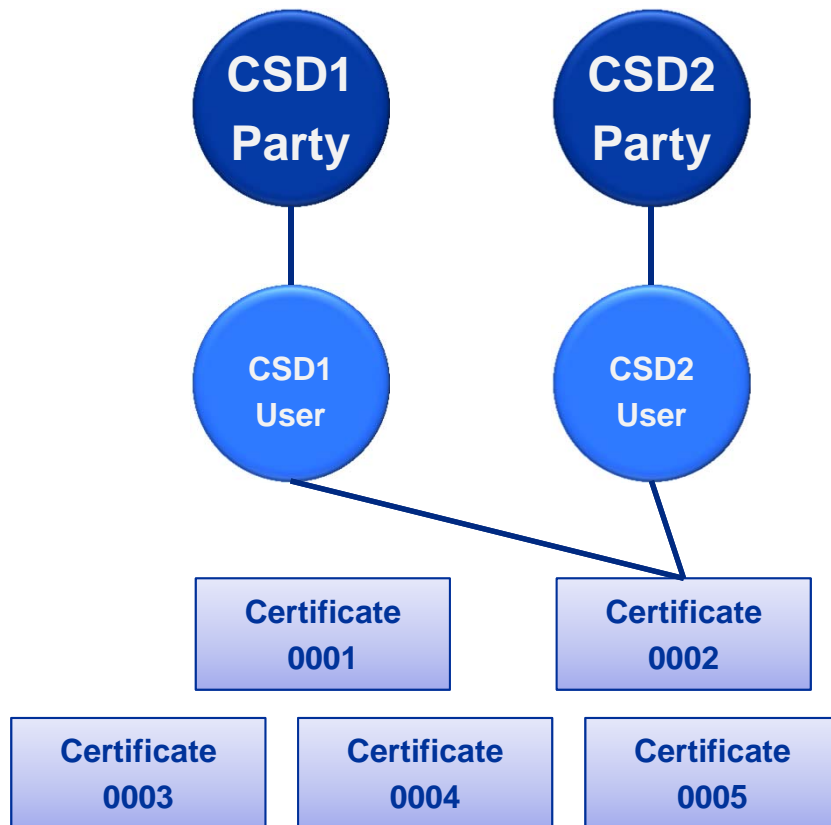 CSD1
Party
CSD2
Party
CSD1
User
CSD2
User
Certificate
0001
Certificate
0002
Certificate
0003
Certificate
0004
Certificate
0005